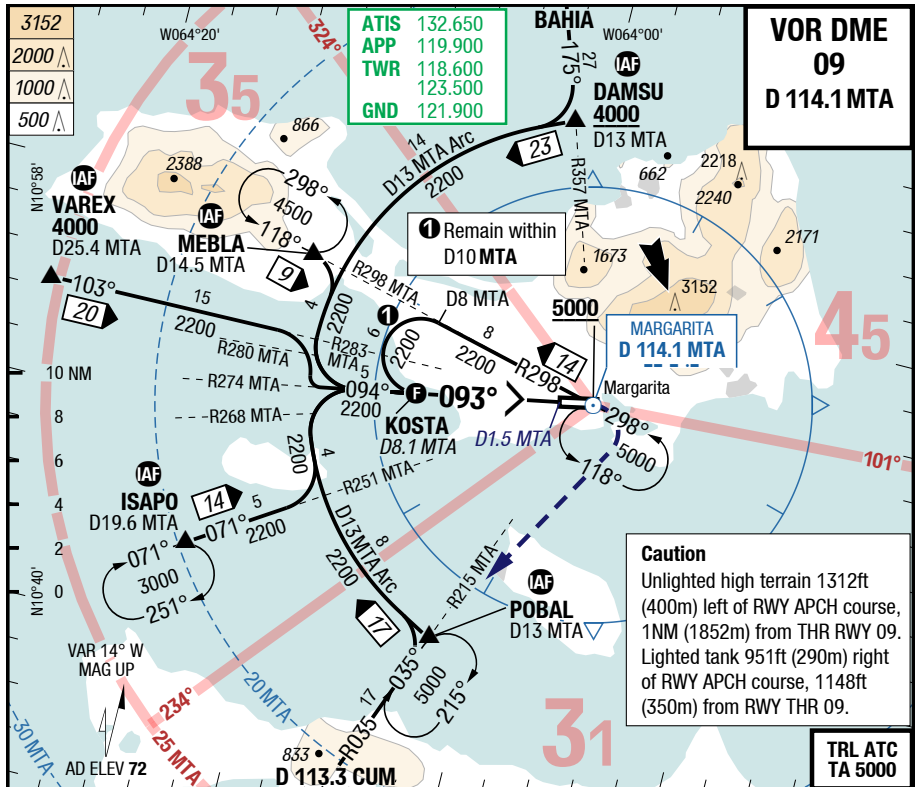 3152
2000
1000
500
W064°20'
324°
ATIS 132.650
APP 119.900
TWR 118.600
123.500
GND 121.900
BAHIA
175°
27
W064°00'
IAF
DAMSU
4000
D13 MTA
VOR DME
09
D 114.1 MTA
35
866
2388
N10°58'
IAF
VAREX
4000
D25.4 MTA
IAF
MEBLA
D14.5 MTA
298°
4500
118°
14
D13 MTA Arc
2200
23
R357 MTA
662
2218
2240
2171
1673
3152
1 Remain within
D10 MTA
103°
20
15
2200
9
4
2200
R298 MTA
D8 MTA
1
6
2200
8
2200
R298
14
5000
MARGARITA
D 114.1 MTA
Margarita
45
R280 MTA
R283
MTA
5
R274 MTA
R268 MTA
094°
2200
F
KOSTA
D8.1 MTA
093°
D1.5 MTA
298°
5000
118°
101°
10 NM
8
6
4
2
0
N10°40'
IAF
ISAPO
D19.6 MTA
14
5
071°
2200
071°
3000
251°
2200
4
R251 MTA
8
D13 MTA Arc
2200
17
R215 MTA
IAF
POBAL
D13 MTA
035°
5000
215°
17
R035
Caution
Unlighted high terrain 1312ft
(400m) left of RWY APCH course,
1NM (1852m) from THR RWY 09.
Lighted tank 951ft (290m) right
of RWY APCH course, 1148ft
(350m) from RWY THR 09.
VAR 14° W
MAG UP
234°
25 MTA
20 MTA
30 MTA
AD ELEV 72
833
D 113.3 CUM
31
TRL ATC
TA 5000